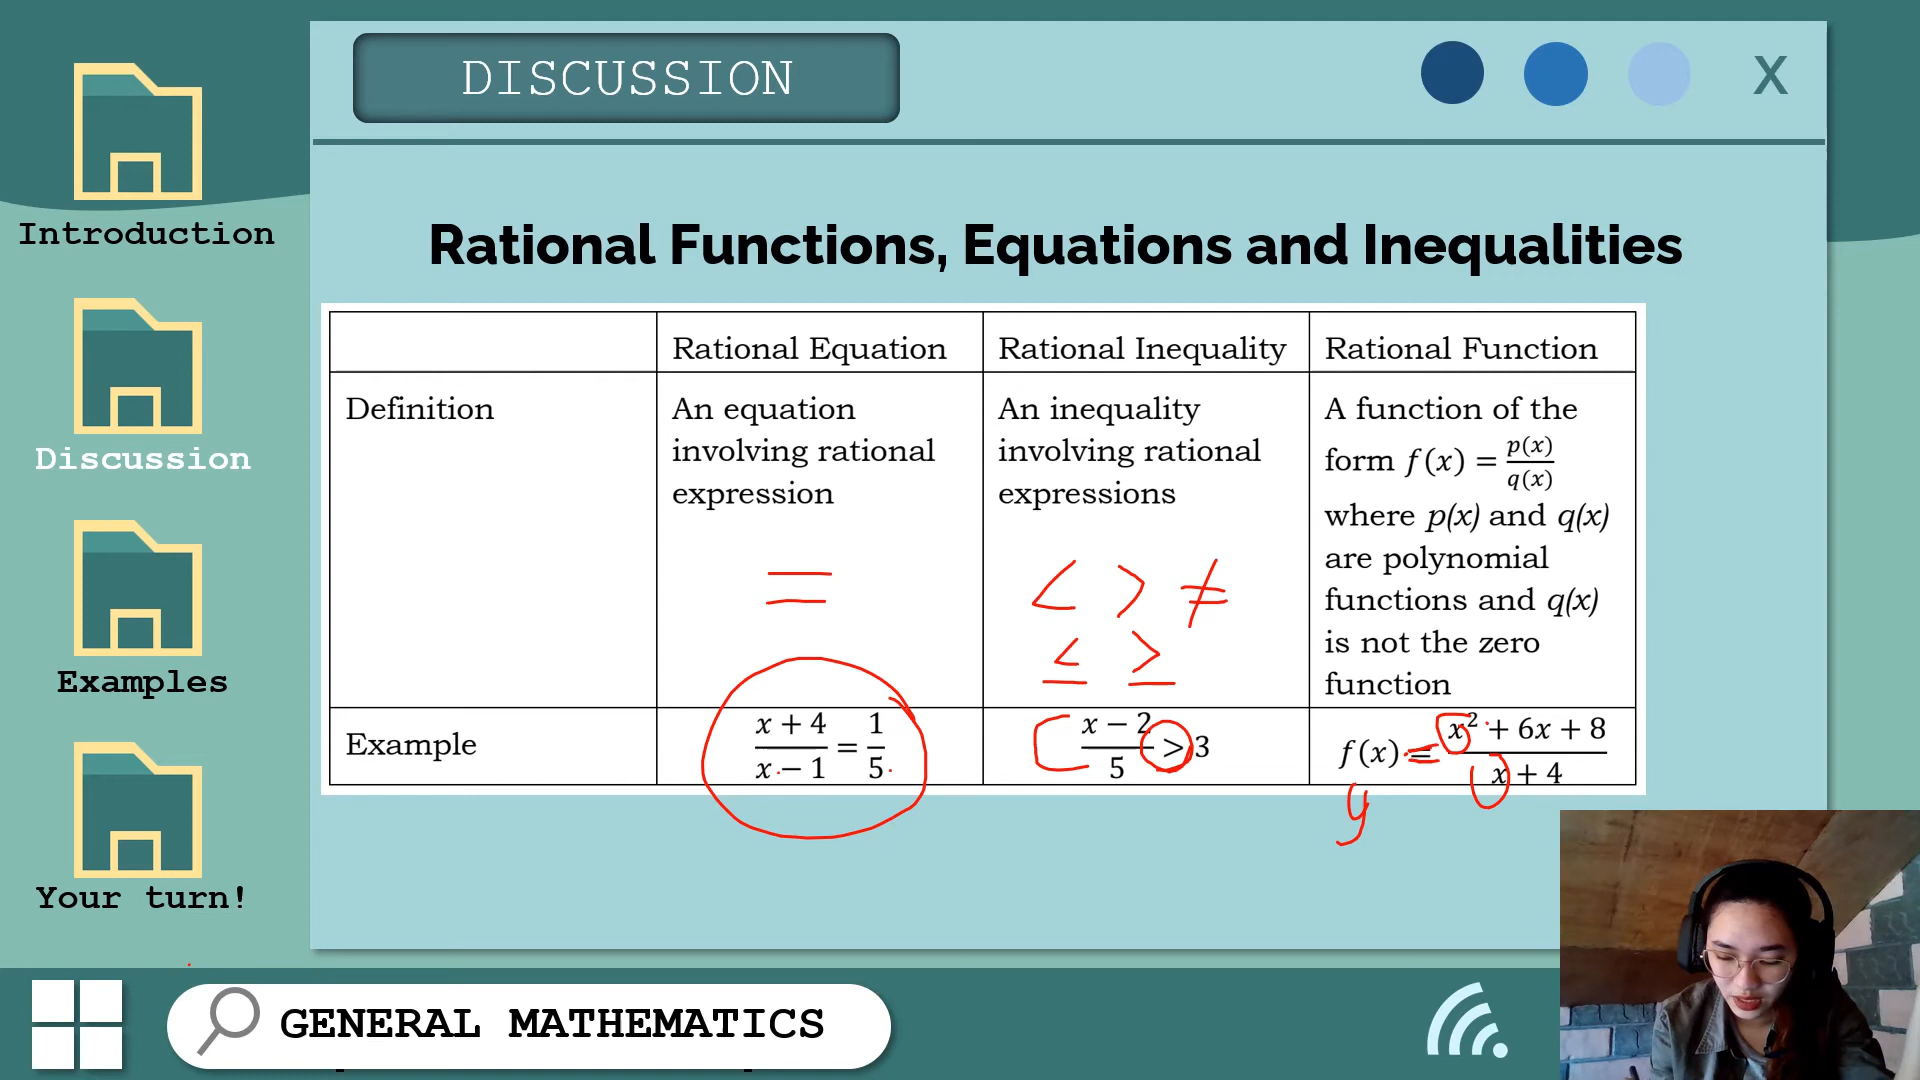 DISCUSSION
X
Introduction
Discussion
Examples
Your turn!
Rational Functions, Equations and Inequalities
Rational Equation
Rational Inequality
Rational Function
Definition
An equation
involving rational
expression
=
An inequality
involving rational
expressions
< > ≠
≤ ≥
A function of the
form f(x) = p(x)/q(x)
where p(x) and q(x)
are polynomial
functions and q(x)
is not the zero
function
Example
(x + 4)/(x − 1) = 1/5
(x − 2)/5 > 3
f(x) = (x² + 6x + 8)/(x + 4)
y
GENERAL MATHEMATICS